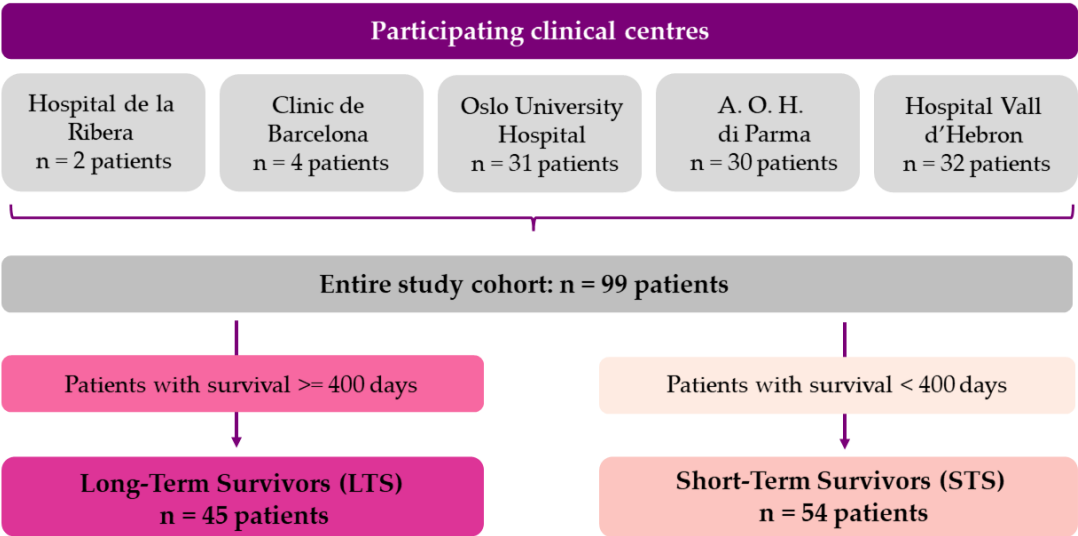 Participating clinical centres
Hospital de la
Ribera
n = 2 patients
Clinic de
Barcelona
n = 4 patients
Oslo University
Hospital
n = 31 patients
A. O. H.
di Parma
n = 30 patients
Hospital Vall
d'Hebron
n = 32 patients
Entire study cohort: n = 99 patients
Patients with survival >= 400 days
Patients with survival < 400 days
Long-Term Survivors (LTS)
n = 45 patients
Short-Term Survivors (STS)
n = 54 patients